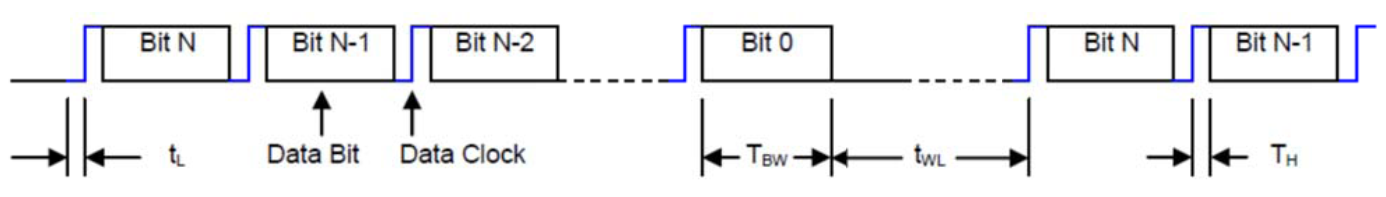 Bit N Bit N-1 Bit N-2 Bit 0 Bit N Bit N-1
tL Data Bit Data Clock TBW tWL TH